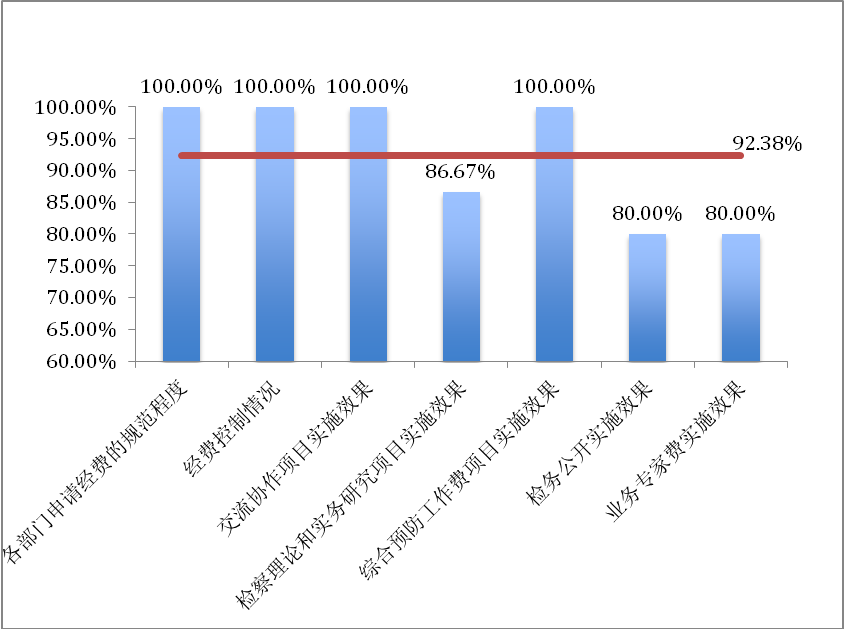 100.00% 100.00% 100.00% 100.00%
100.00%
95.00%
92.38%
90.00%
86.67%
85.00%
80.00% 80.00%
80.00%
75.00%
70.00%
65.00%
60.00%
各部门申请经费的规范程度
经费控制情况
交流协作项目实施效果
检察理论和实务研究项目实施效果
综合预防工作费项目实施效果
检务公开实施效果
业务专家费实施效果